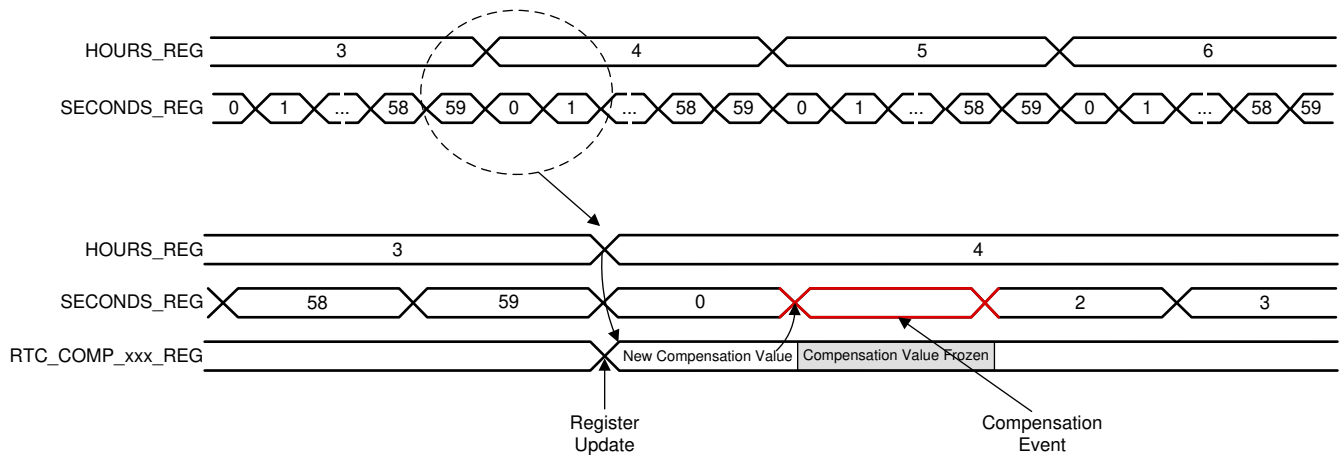 HOURS_REG 3 4 5 6
SECONDS_REG 0 1 ... 58 59 0 1 ... 58 59 0 1 ... 58 59 0 1 ... 58 59
HOURS_REG 3 4
SECONDS_REG 58 59 0 2 3
RTC_COMP_xxx_REG New Compensation Value Compensation Value Frozen
Register
Update
Compensation
Event